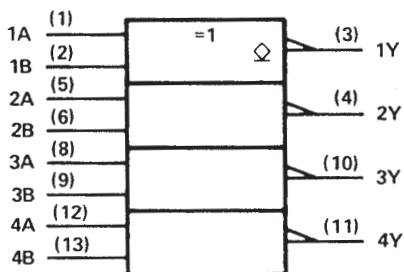 1A (1) =1 (3) 1Y
1B (2)
2A (5) (4) 2Y
2B (6)
3A (8) (10) 3Y
3B (9)
4A (12) (11) 4Y
4B (13)